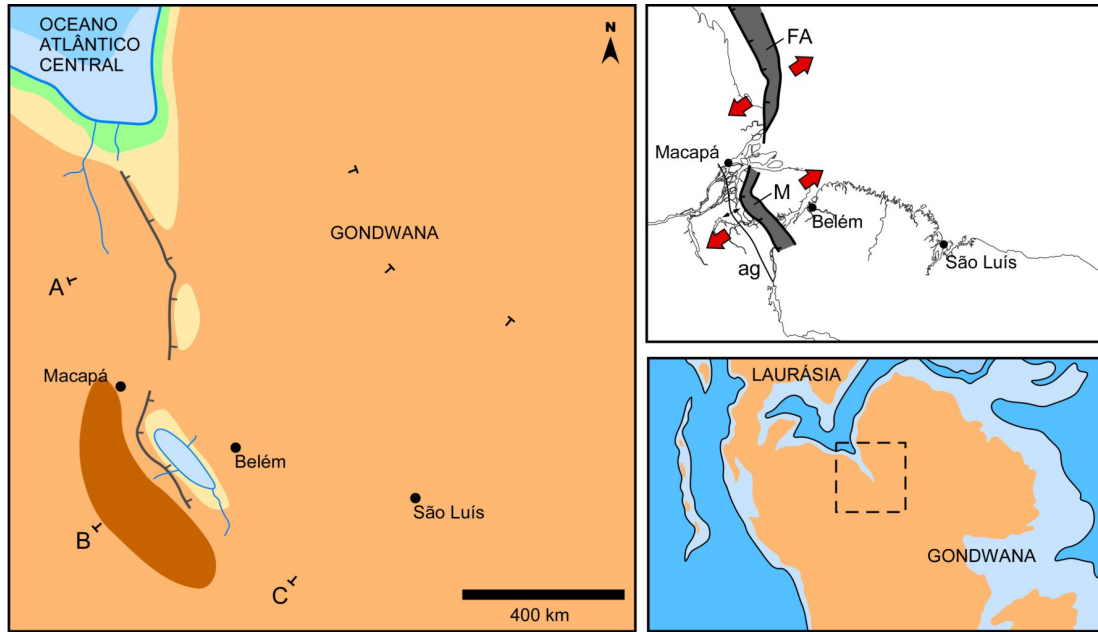 OCEANO
ATLÂNTICO
CENTRAL
N
GONDWANA
A
Macapá
Belém
São Luís
B
C
400 km
FA
Macapá
M
Belém
São Luís
ag
LAURÁSIA
GONDWANA